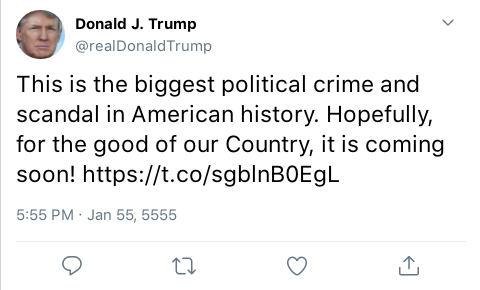 Donald J. Trump
@realDonaldTrump
This is the biggest political crime and
scandal in American history. Hopefully,
for the good of our Country, it is coming
soon! https://t.co/sgblnB0EgL
5:55 PM · Jan 55, 5555